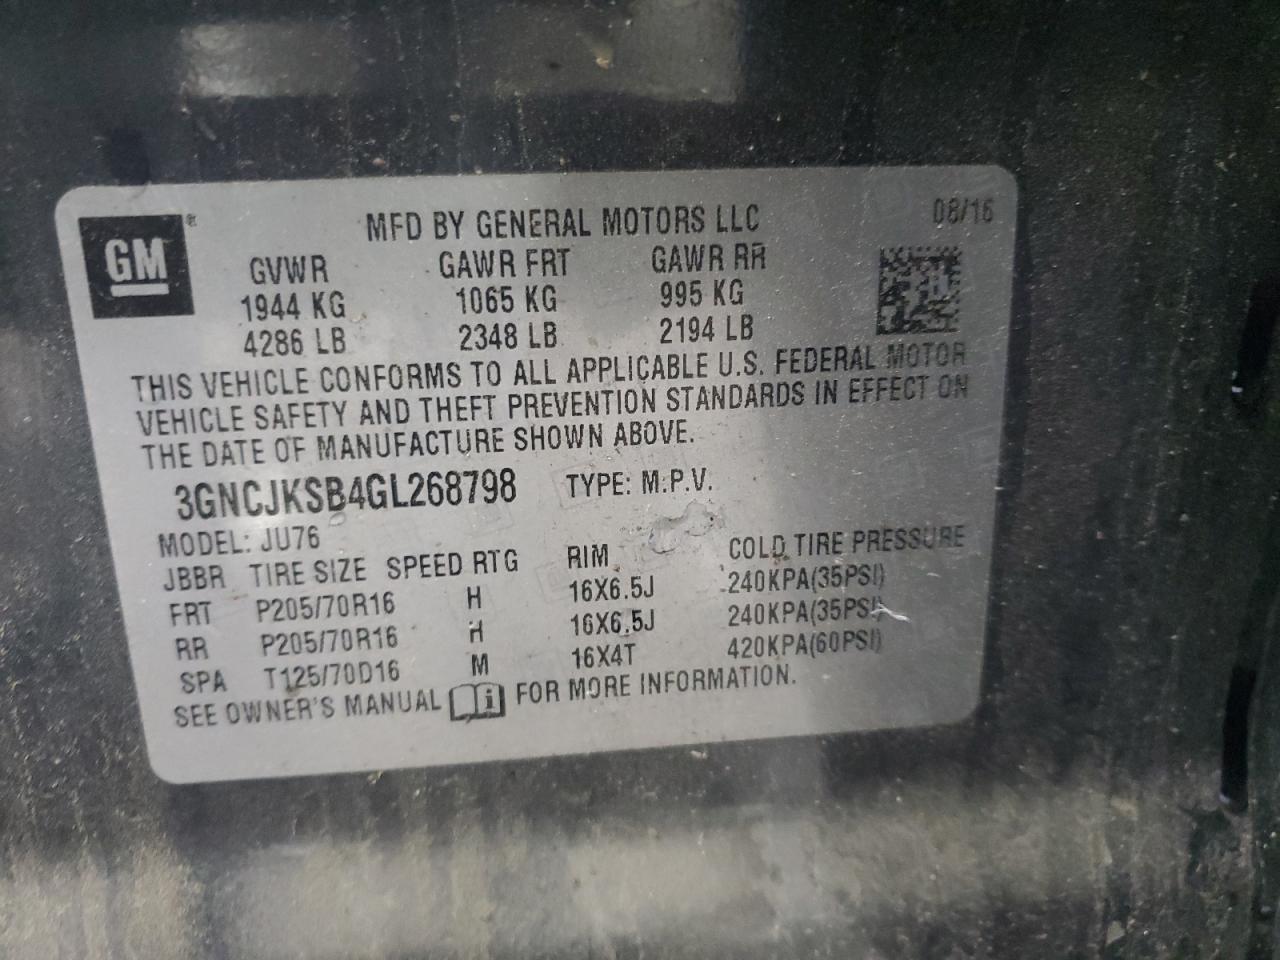 GM ®
MFD BY GENERAL MOTORS LLC 08/16
GVWR GAWR FRT GAWR RR
1944 KG 1065 KG 995 KG
4286 LB 2348 LB 2194 LB
THIS VEHICLE CONFORMS TO ALL APPLICABLE U.S. FEDERAL MOTOR
VEHICLE SAFETY AND THEFT PREVENTION STANDARDS IN EFFECT ON
THE DATE OF MANUFACTURE SHOWN ABOVE.
3GNCJKSB4GL268798 TYPE: M.P.V.
MODEL: JU76
JBBR TIRE SIZE SPEED RTG RIM COLD TIRE PRESSURE
FRT P205/70R16 H 16X6.5J 240KPA(35PSI)
RR P205/70R16 H 16X6.5J 240KPA(35PSI)
SPA T125/70D16 M 16X4T 420KPA(60PSI)
SEE OWNER'S MANUAL i FOR MORE INFORMATION.